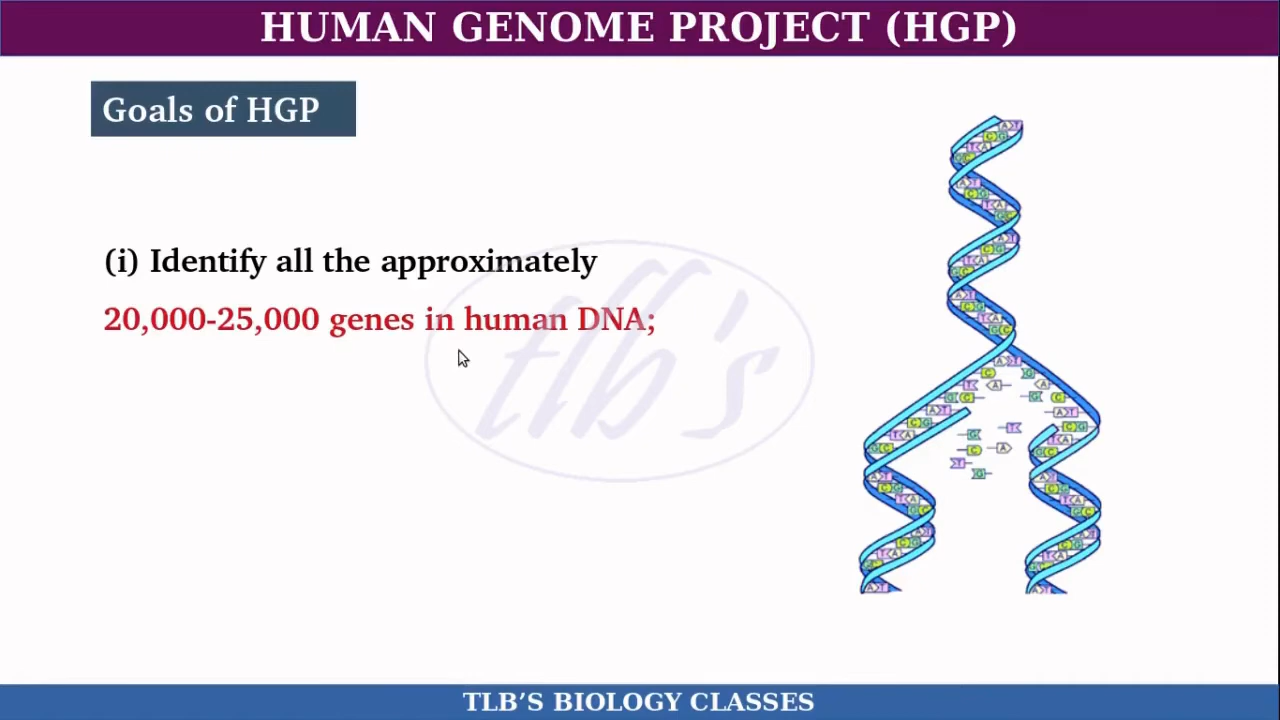 HUMAN GENOME PROJECT (HGP)
Goals of HGP
(i) Identify all the approximately
20,000-25,000 genes in human DNA;
tlb's
TLB’S BIOLOGY CLASSES